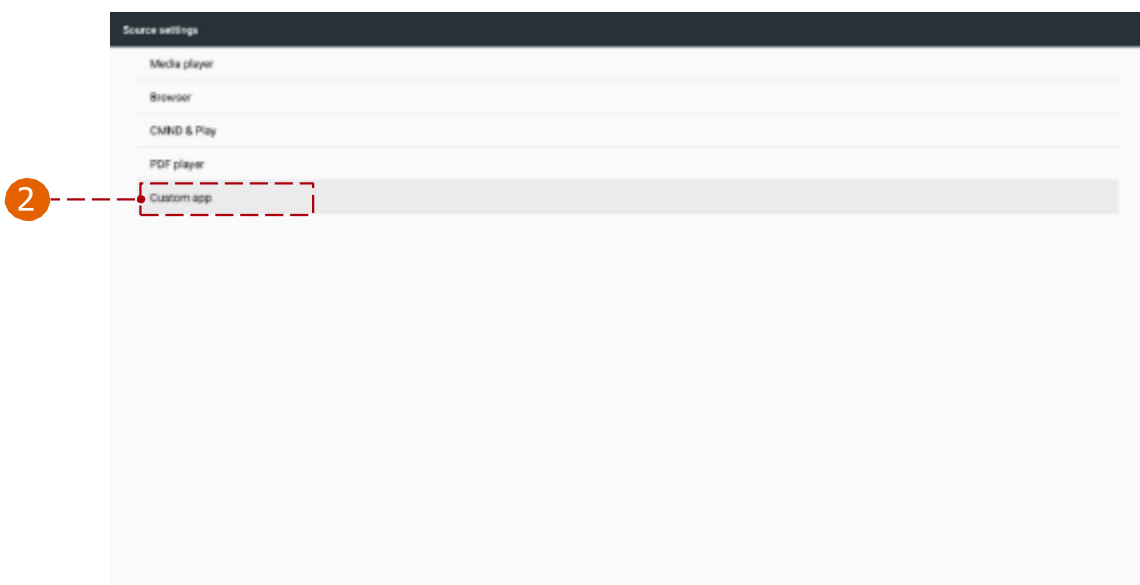 Source settings
Media player
Browser
CMND & Play
PDF player
2
Custom app